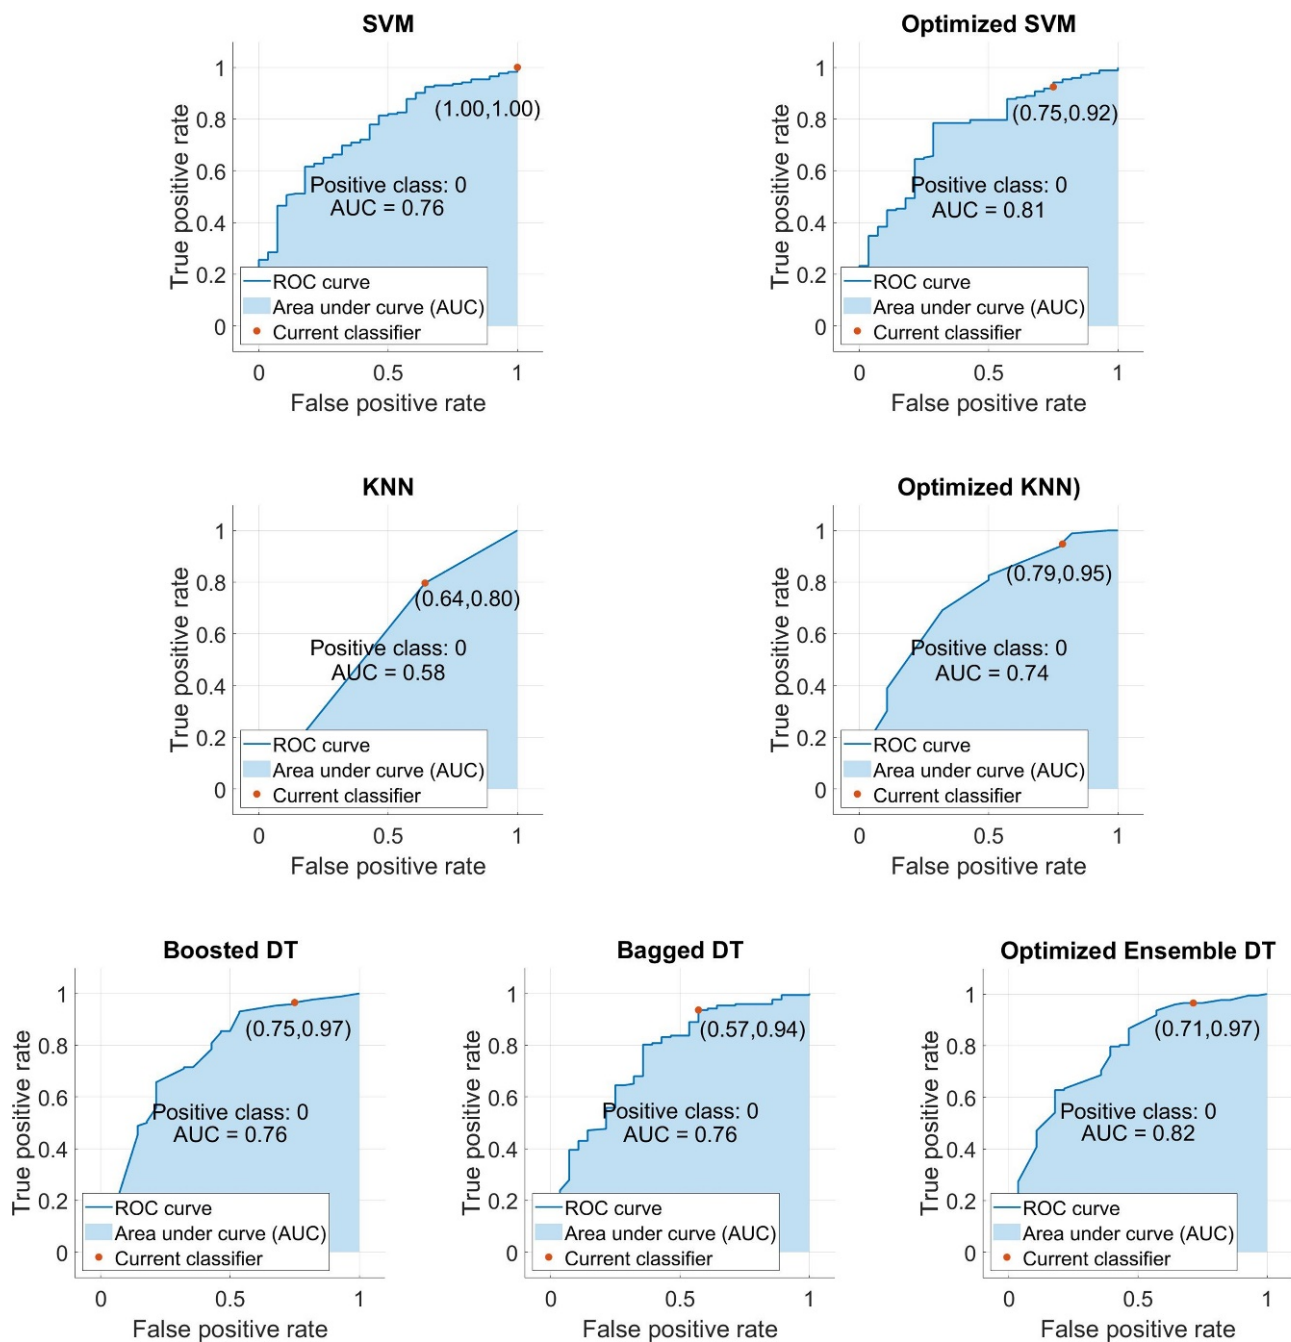 SVM
True positive rate
1
0.8
0.6
0.4
0.2
0
(1.00,1.00)
Positive class: 0
AUC = 0.76
ROC curve
Area under curve (AUC)
Current classifier
0
0.5
1
False positive rate
Optimized SVM
True positive rate
1
0.8
0.6
0.4
0.2
0
(0.75,0.92)
Positive class: 0
AUC = 0.81
ROC curve
Area under curve (AUC)
Current classifier
0
0.5
1
False positive rate
KNN
True positive rate
1
0.8
0.6
0.4
0.2
0
(0.64,0.80)
Positive class: 0
AUC = 0.58
ROC curve
Area under curve (AUC)
Current classifier
0
0.5
1
False positive rate
Optimized KNN)
True positive rate
1
0.8
0.6
0.4
0.2
0
(0.79,0.95)
Positive class: 0
AUC = 0.74
ROC curve
Area under curve (AUC)
Current classifier
0
0.5
1
False positive rate
Boosted DT
True positive rate
1
0.8
0.6
0.4
0.2
0
(0.75,0.97)
Positive class: 0
AUC = 0.76
ROC curve
Area under curve (AUC)
Current classifier
0
0.5
1
False positive rate
Bagged DT
True positive rate
1
0.8
0.6
0.4
0.2
0
(0.57,0.94)
Positive class: 0
AUC = 0.76
ROC curve
Area under curve (AUC)
Current classifier
0
0.5
1
False positive rate
Optimized Ensemble DT
True positive rate
1
0.8
0.6
0.4
0.2
0
(0.71,0.97)
Positive class: 0
AUC = 0.82
ROC curve
Area under curve (AUC)
Current classifier
0
0.5
1
False positive rate